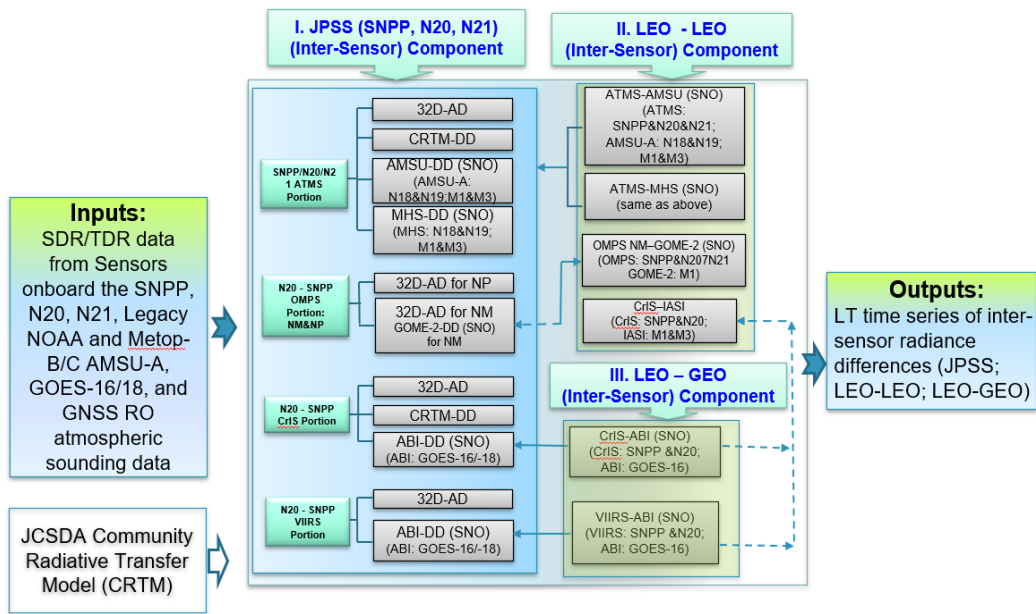 I. JPSS (SNPP, N20, N21)
(Inter-Sensor) Component
II. LEO - LEO
(Inter-Sensor) Component
Inputs:
SDR/TDR data
from Sensors
onboard the SNPP,
N20, N21, Legacy
NOAA and Metop-
B/C AMSU-A,
GOES-16/18, and
GNSS RO
atmospheric
sounding data
JCSDA Community
Radiative Transfer
Model (CRTM)
SNPP/N20/N2
1 ATMS
Portion
32D-AD
CRTM-DD
AMSU-DD (SNO)
(AMSU-A:
N18&N19;M1&M3)
MHS-DD (SNO)
(MHS: N18&N19;
M1&M3)
N20 - SNPP
OMPS
Portion:
NM&NP
32D-AD for NP
32D-AD for NM
GOME-2-DD (SNO)
for NM
N20 - SNPP
CrIS Portion
32D-AD
CRTM-DD
ABI-DD (SNO)
(ABI: GOES-16/-18)
N20 - SNPP
VIIRS
Portion
32D-AD
ABI-DD (SNO)
(ABI: GOES-16/-18)
ATMS-AMSU (SNO)
(ATMS:
SNPP&N20&N21;
AMSU-A: N18&N19;
M1&M3)
ATMS-MHS (SNO)
(same as above)
OMPS NM–GOME-2 (SNO)
(OMPS: SNPP&N207N21
GOME-2: M1)
CrIS–IASI
(CrIS: SNPP&N20;
IASI: M1&M3)
III. LEO – GEO
(Inter-Sensor) Component
CrIS-ABI (SNO)
(CrIS: SNPP &N20;
ABI: GOES-16)
VIIRS-ABI (SNO)
(VIIRS: SNPP &N20;
ABI: GOES-16)
Outputs:
LT time series of inter-
sensor radiance
differences (JPSS;
LEO-LEO; LEO-GEO)